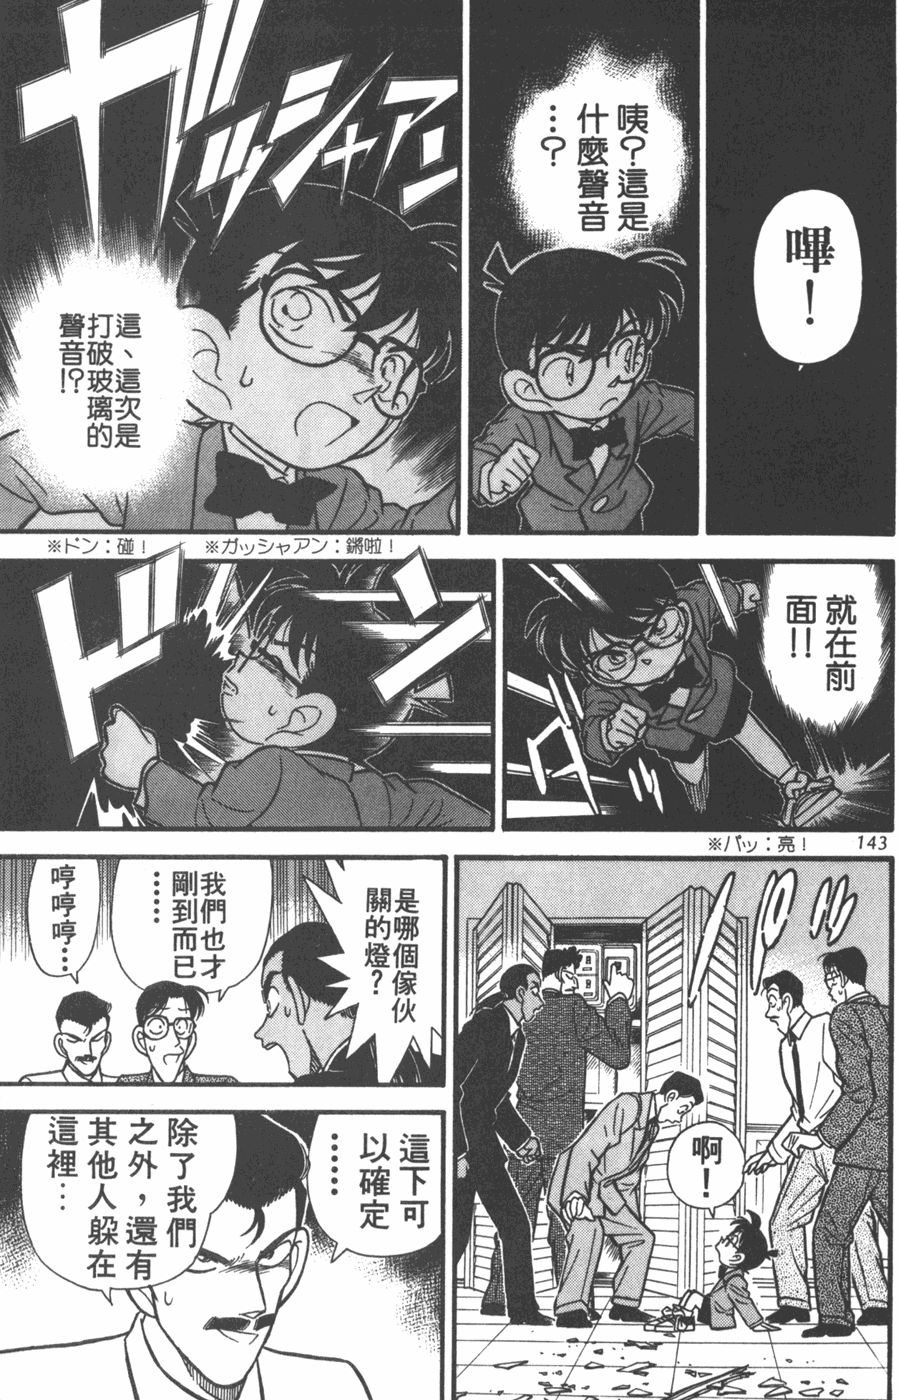 嗶！
咦？這是
什麼聲音
…？
ガッシャアン
這、這次是
打破玻璃的
聲音!?
※ドン：碰！
※ガッシャアン：鏘啦！
就在前
面!!
ドン
※パッ：亮！
143
パッ
啊！
是哪個傢伙
關的燈？
我們也才
剛到而已
……
哼哼哼…
這下可
以確定
……
除了我們
之外，還有
其他人躲在
這裡…